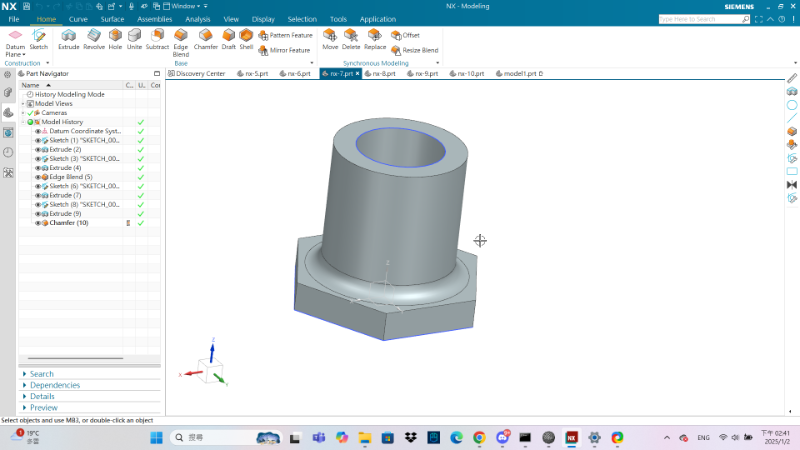 NX
Window
NX - Modeling
SIEMENS
File Home Curve Surface Assemblies Analysis View Display Selection Tools Application
Type here to Search
Datum Plane Sketch
Extrude Revolve Hole Unite Subtract Edge Blend Chamfer Draft Shell
Pattern Feature
Mirror Feature
Move Delete Replace
Offset
Resize Blend
Construction
Base
Synchronous Modeling
Part Navigator
Discovery Center nx-5.prt nx-6.prt nx-7.prt nx-8.prt nx-9.prt nx-10.prt model1.prt
Name C... U... Cor
History Modeling Mode
Model Views
Cameras
Model History
Datum Coordinate Syst...
Sketch (1) "SKETCH_00...
Extrude (2)
Sketch (3) "SKETCH_00...
Extrude (4)
Edge Blend (5)
Sketch (6) "SKETCH_00...
Extrude (7)
Sketch (8) "SKETCH_00...
Extrude (9)
Chamfer (10)
Z
Z
X
Y
Search
Dependencies
Details
Preview
Select objects and use MB3, or double-click an object
1
19°C
多雲
搜尋
NX
ENG
下午 02:41
2025/1/2